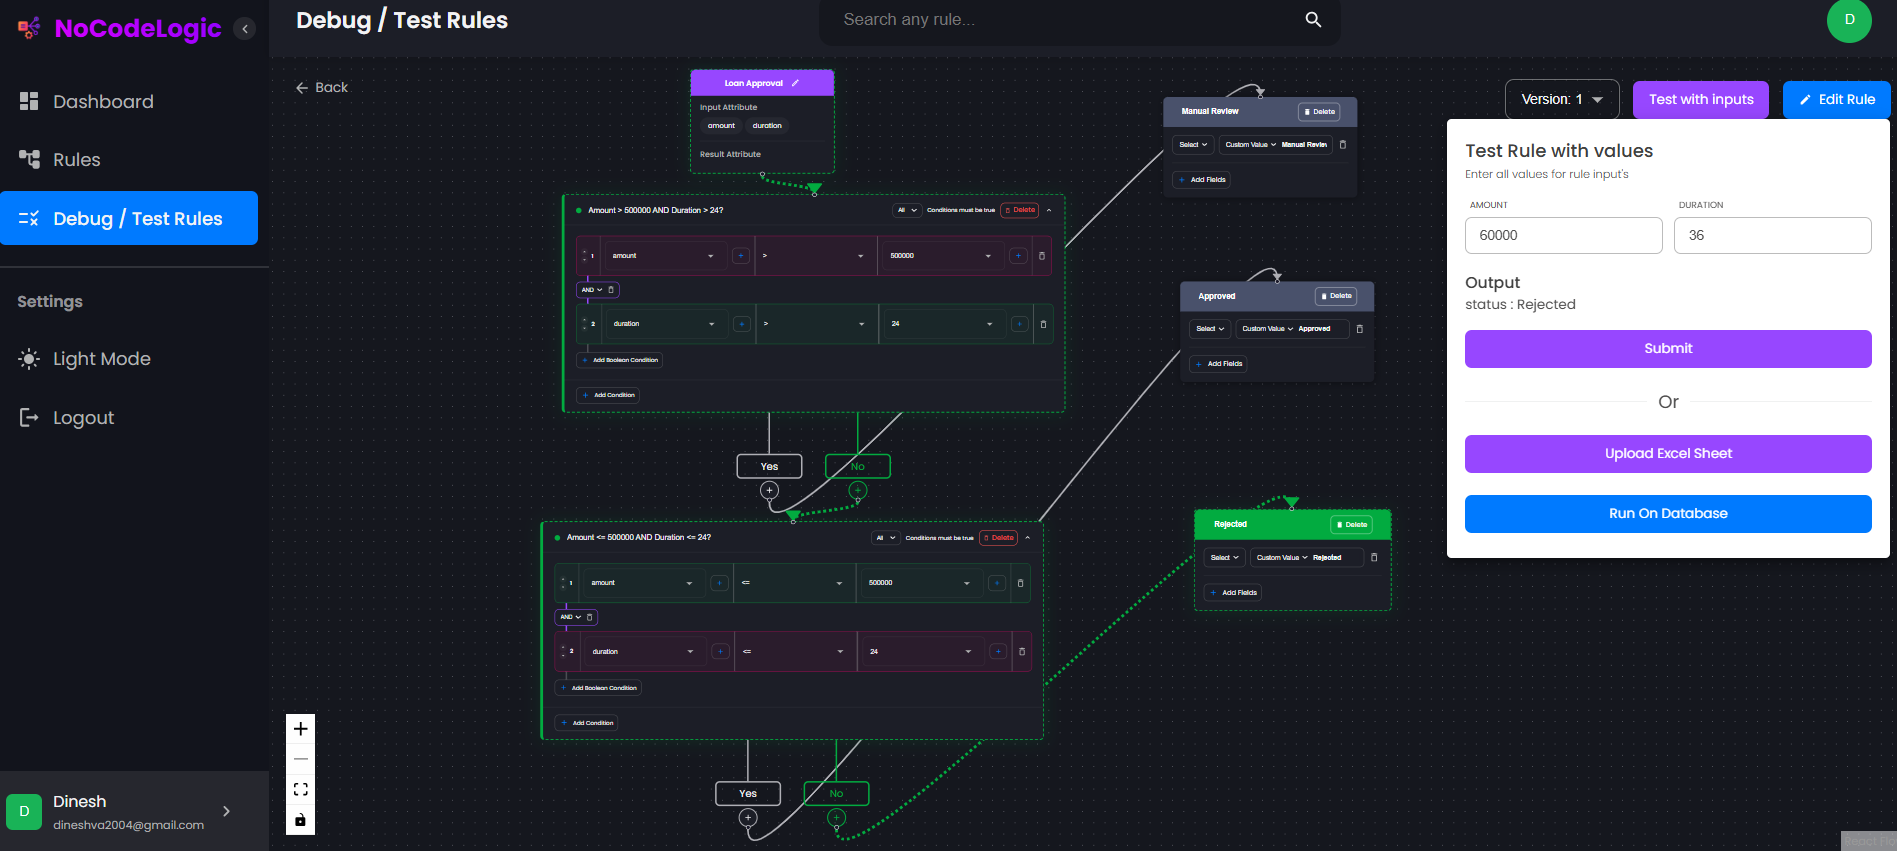 NoCodeLogic
Debug / Test Rules
Search any rule...
D
Dashboard
Rules
Debug / Test Rules
Settings
Light Mode
Logout
D
Dinesh
dineshva2004@gmail.com
Back
Version: 1
Test with inputs
Edit Rule
Loan Approval
Input Attribute
amount duration
Result Attribute
Amount > 500000 AND Duration > 24?
All Conditions must be true Delete
1 amount > 500000
AND
2 duration > 24
Add Boolean Condition
Add Condition
Yes No
Amount <= 500000 AND Duration <= 24?
All Conditions must be true Delete
1 amount <= 500000
AND
2 duration <= 24
Add Boolean Condition
Add Condition
Yes No
Manual Review Delete
Select Custom Value Manual Review
Add Fields
Approved Delete
Select Custom Value Approved
Add Fields
Rejected Delete
Select Custom Value Rejected
Add Fields
Test Rule with values
Enter all values for rule input's
AMOUNT DURATION
60000 36
Output
status : Rejected
Submit
Or
Upload Excel Sheet
Run On Database